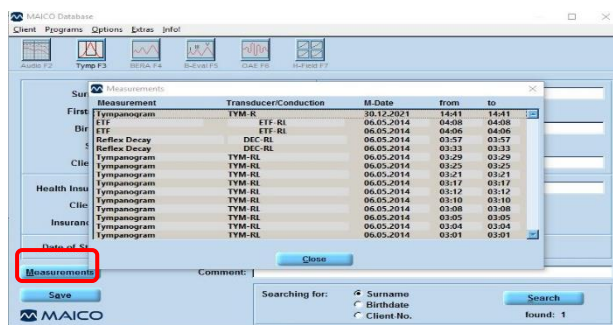 MAICO Database
Client Programs Options Extras Info!
Audio F2 Tymp F3 BERA F4 B-Eval F5 OAE F6 H-Field F7
Measurements
Measurement Transducer/Conduction M-Date from to
Tympanogram TYM-R 30.12.2021 14:41 14:41
ETF ETF-RL 06.05.2014 04:08 04:08
ETF ETF-RL 06.05.2014 04:06 04:06
Reflex Decay DEC-RL 06.05.2014 03:57 03:57
Reflex Decay DEC-RL 06.05.2014 03:33 03:33
Tympanogram TYM-RL 06.05.2014 03:29 03:29
Tympanogram TYM-RL 06.05.2014 03:25 03:25
Tympanogram TYM-RL 06.05.2014 03:21 03:21
Tympanogram TYM-RL 06.05.2014 03:17 03:17
Tympanogram TYM-RL 06.05.2014 03:12 03:12
Tympanogram TYM-RL 06.05.2014 03:10 03:10
Tympanogram TYM-RL 06.05.2014 03:08 03:08
Tympanogram TYM-RL 06.05.2014 03:05 03:05
Tympanogram TYM-RL 06.05.2014 03:04 03:04
Tympanogram TYM-RL 06.05.2014 03:01 03:01
Close
Sur
First
Bir
S
Clie
Health Insu
Clie
Insuran
Date of St
Measurements Comment:
Save Searching for: Surname Search
Birthdate
MAICO Client-No. found: 1